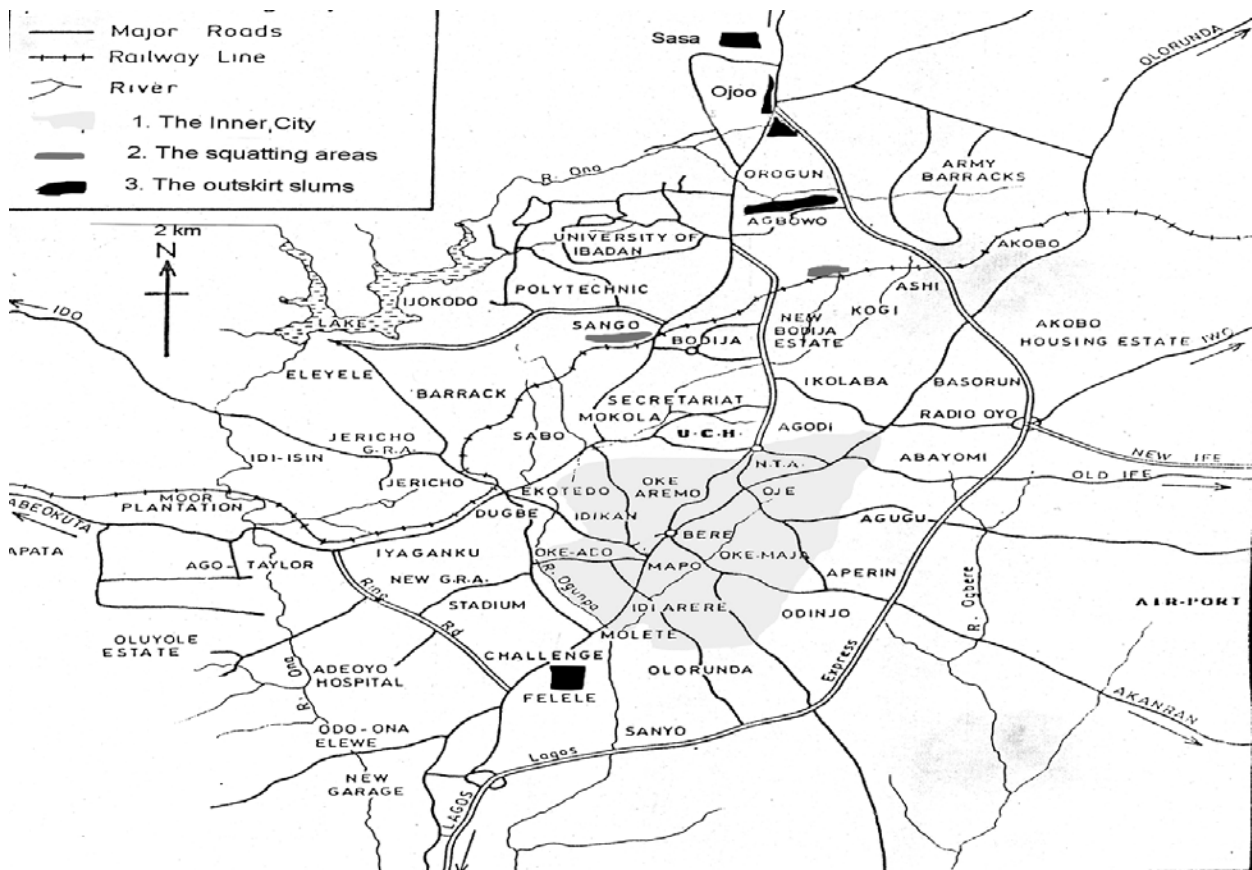 Major Roads
Railway Line
River
1. The Inner City
2. The squatting areas
3. The outskirt slums
2 km
N
Sasa
Ojoo
OLORUNDA
R. Ona
OROGUN
ARMY
BARRACKS
AGBOWO
UNIVERSITY OF
IBADAN
AKOBO
POLYTECHNIC
IJOKODO
ASHI
IDO
LAKE
SANGO
NEW
BODIJA
ESTATE
KOGI
BODIJA
AKOBO
HOUSING ESTATE
IWO
ELEYELE
BARRACK
IKOLABA
BASORUN
SECRETARIAT
MOKOLA
RADIO OYO
U.C.H.
AGODI
JERICHO
G.R.A.
SABO
IDI-ISIN
N.T.A.
ABAYOMI
NEW IFE
OLD IFE
JERICHO
OKE
AREMO
OJE
MOOR
PLANTATION
EKOTEDO
DUGBE
IDIKAN
ABEOKUTA
AGUGU
BERE
APATA
IYAGANKU
OKE-ADO
OKE-MAJA
AGO-TAYLOR
MAPO
APERIN
NEW G.R.A.
R. Ogunpa
Ring
Rd
STADIUM
IDI ARERE
ODINJO
R. Ogbere
AIR-PORT
MOLETE
OLUYOLE
ESTATE
CHALLENGE
OLORUNDA
Express
ADEOYO
HOSPITAL
R. Ona
FELELE
AKANRAN
ODO-ONA
ELEWE
SANYO
Lagos
NEW
GARAGE
LAGOS